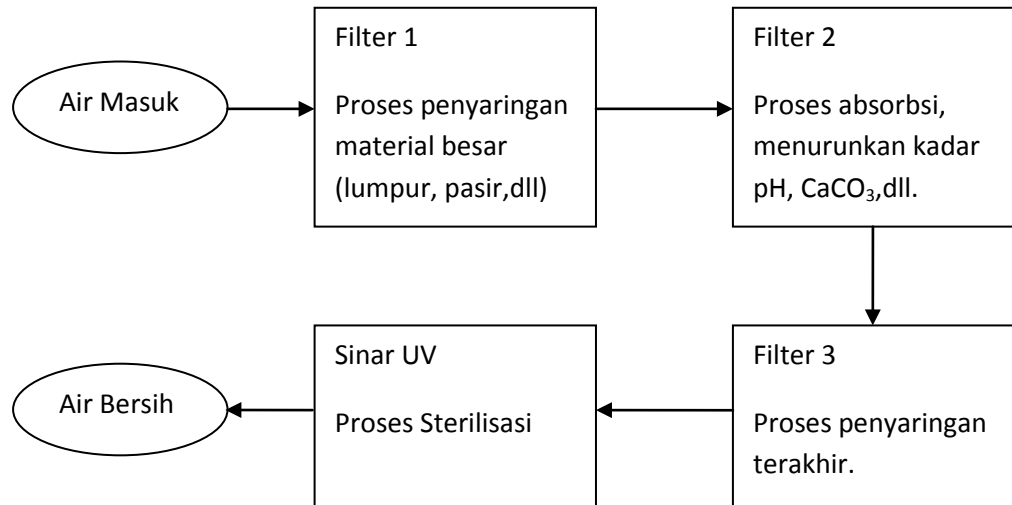 Air Masuk
Filter 1
Proses penyaringan
material besar
(lumpur, pasir,dll)
Filter 2
Proses absorbsi,
menurunkan kadar
pH, CaCO₃,dll.
Filter 3
Proses penyaringan
terakhir.
Sinar UV
Proses Sterilisasi
Air Bersih